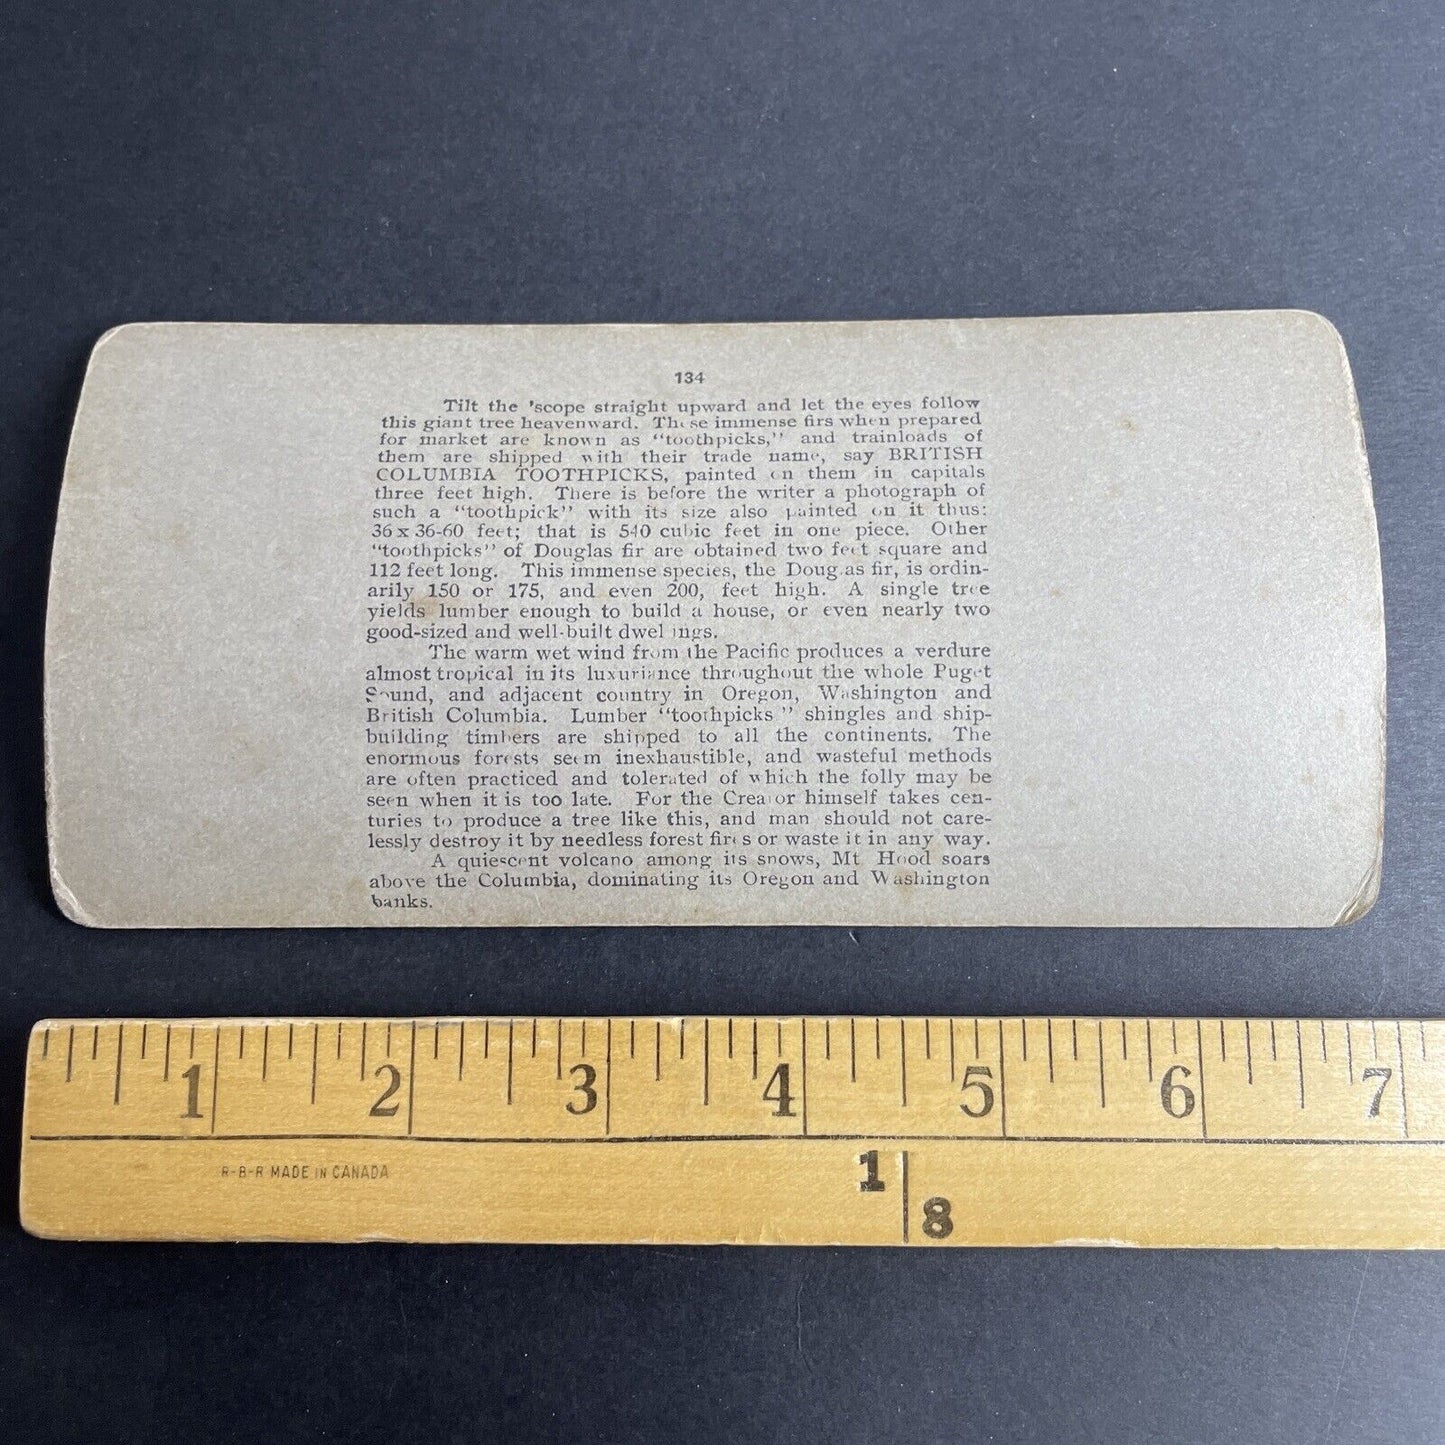 134
Tilt the 'scope straight upward and let the eyes follow
this giant tree heavenward. These immense firs when prepared
for market are known as "toothpicks," and trainloads of
them are shipped with their trade name, say BRITISH
COLUMBIA TOOTHPICKS, painted on them in capitals
three feet high. There is before the writer a photograph of
such a "toothpick" with its size also painted on it thus:
36 x 36-60 feet; that is 540 cubic feet in one piece. Other
"toothpicks" of Douglas fir are obtained two feet square and
112 feet long. This immense species, the Douglas fir, is ordin-
arily 150 or 175, and even 200, feet high. A single tree
yields lumber enough to build a house, or even nearly two
good-sized and well-built dwellings.
The warm wet wind from the Pacific produces a verdure
almost tropical in its luxuriance throughout the whole Puget
Sound, and adjacent country in Oregon, Washington and
British Columbia. Lumber "toothpicks" shingles and ship-
building timbers are shipped to all the continents. The
enormous forests seem inexhaustible, and wasteful methods
are often practiced and tolerated of which the folly may be
seen when it is too late. For the Creator himself takes cen-
turies to produce a tree like this, and man should not care-
lessly destroy it by needless forest fires or waste it in any way.
A quiescent volcano among its snows, Mt Hood soars
above the Columbia, dominating its Oregon and Washington
banks.
1 2 3 4 5 6 7
R-B-R MADE IN CANADA
1
8